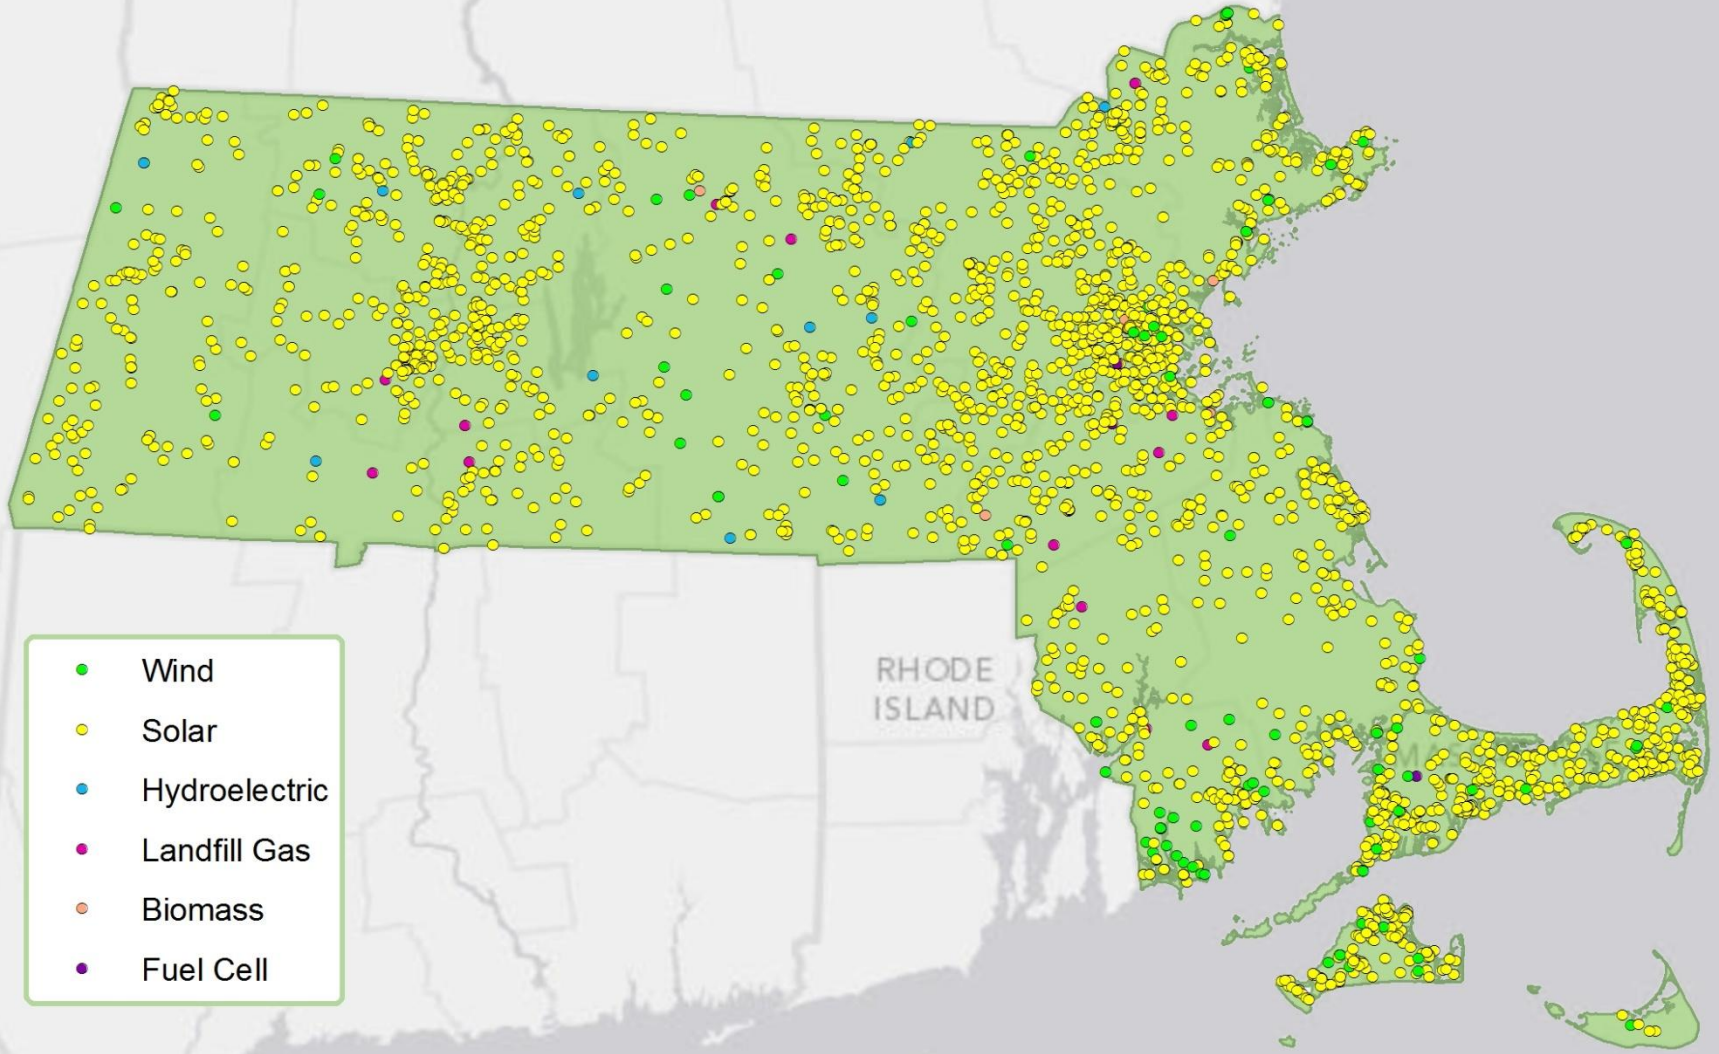 RHODE
ISLAND
Wind
Solar
Hydroelectric
Landfill Gas
Biomass
Fuel Cell